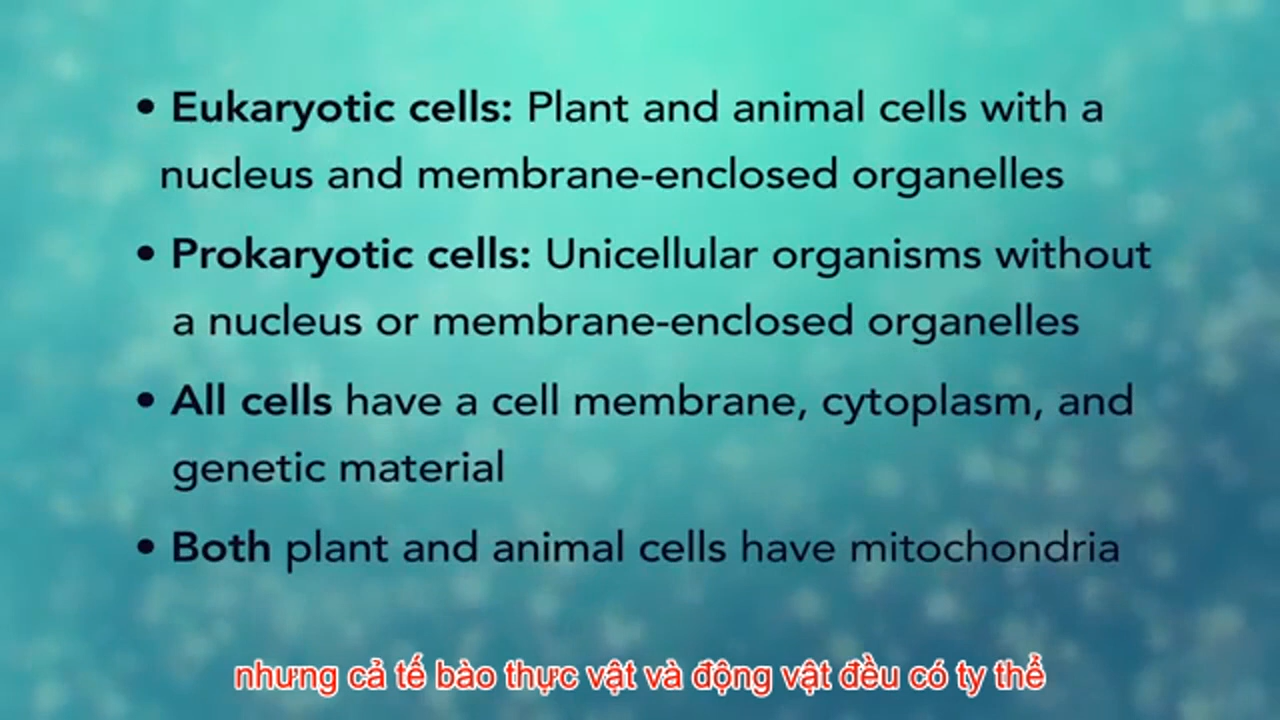 • Eukaryotic cells: Plant and animal cells with a
nucleus and membrane-enclosed organelles
• Prokaryotic cells: Unicellular organisms without
a nucleus or membrane-enclosed organelles
• All cells have a cell membrane, cytoplasm, and
genetic material
• Both plant and animal cells have mitochondria
nhưng cả tế bào thực vật và động vật đều có ty thể